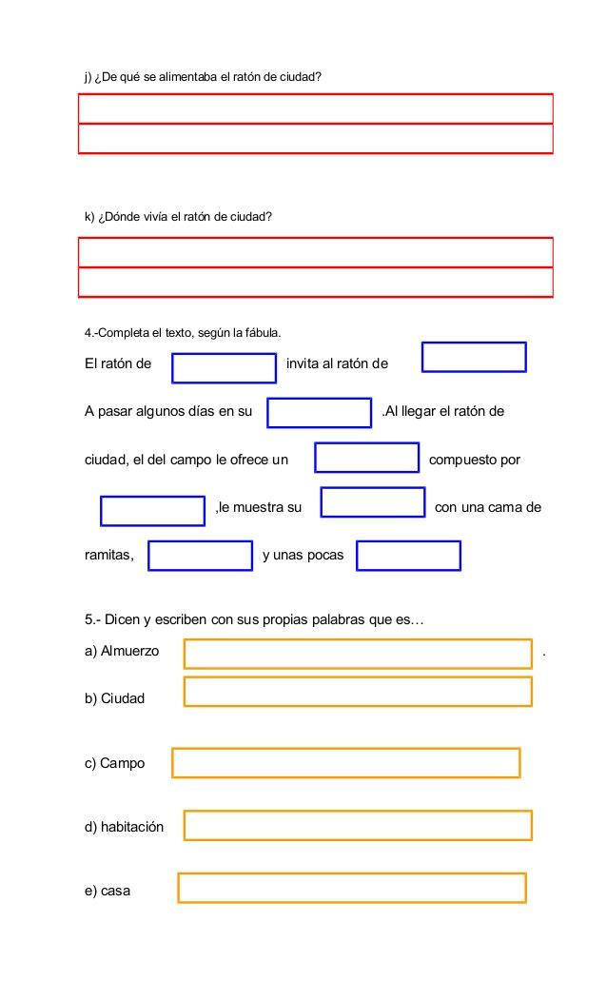 j) ¿De qué se alimentaba el ratón de ciudad?
k) ¿Dónde vivía el ratón de ciudad?
4.-Completa el texto, según la fábula.
El ratón de invita al ratón de
A pasar algunos días en su .Al llegar el ratón de
ciudad, el del campo le ofrece un compuesto por
,le muestra su con una cama de
ramitas, y unas pocas
5.- Dicen y escriben con sus propias palabras que es…
a) Almuerzo .
b) Ciudad
c) Campo
d) habitación
e) casa